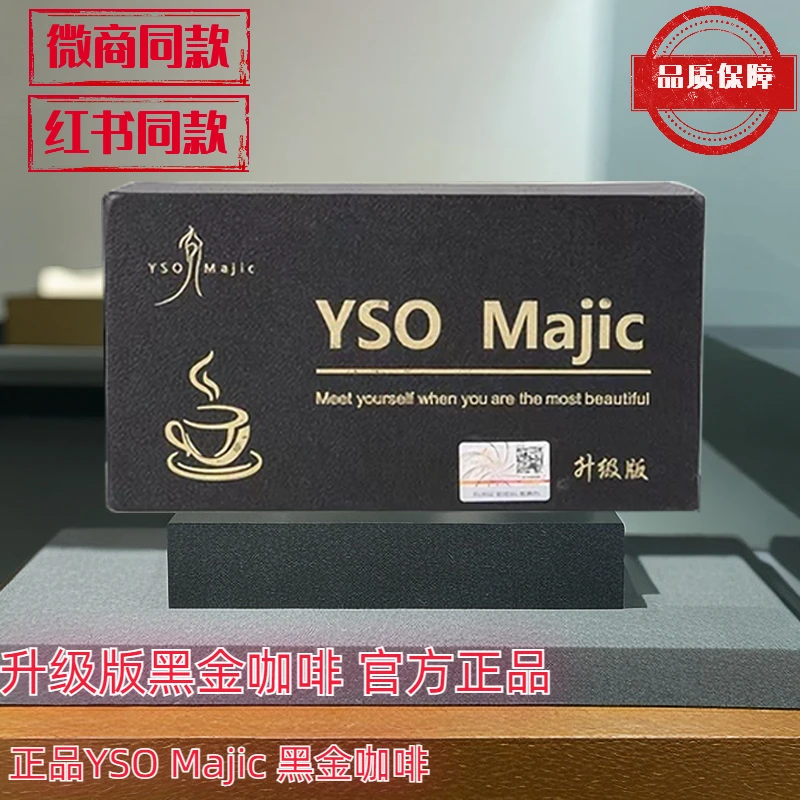 微商同款
红书同款
品质保障
YSO Majic
YSO Majic
Meet yourself when you are the most beautiful
升级版
升级版黑金咖啡 官方正品
正品YSO Majic 黑金咖啡